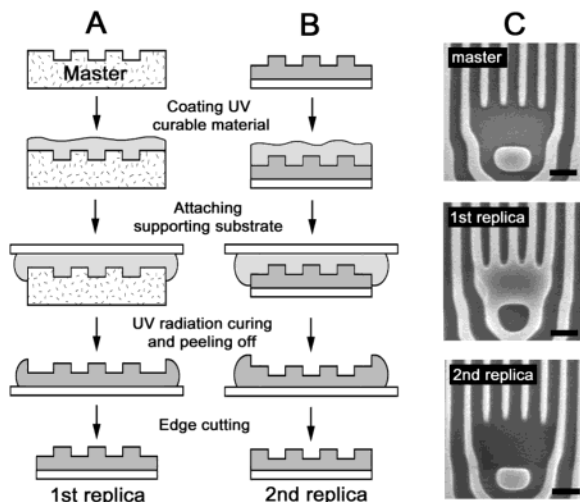 A
B
C
Master
master
Coating UV
curable material
Attaching
supporting substrate
1st replica
UV radiation curing
and peeling off
2nd replica
Edge cutting
1st replica
2nd replica